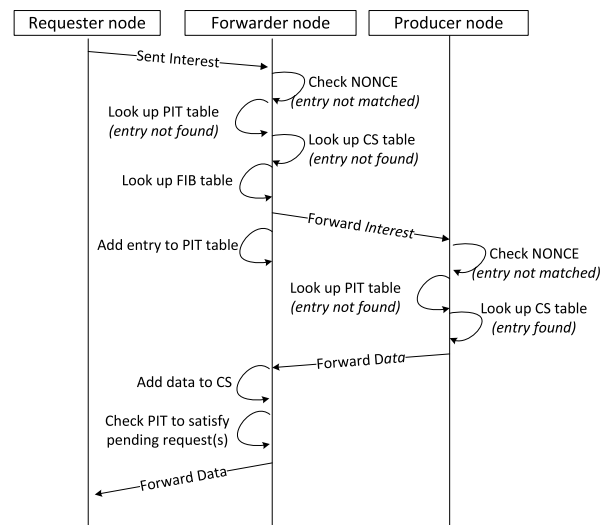 Requester node
Forwarder node
Producer node
Sent Interest
Check NONCE
(entry not matched)
Look up PIT table
(entry not found)
Look up CS table
(entry not found)
Look up FIB table
Forward Interest
Add entry to PIT table
Check NONCE
(entry not matched)
Look up PIT table
(entry not found)
Look up CS table
(entry found)
Forward Data
Add data to CS
Check PIT to satisfy
pending request(s)
Forward Data